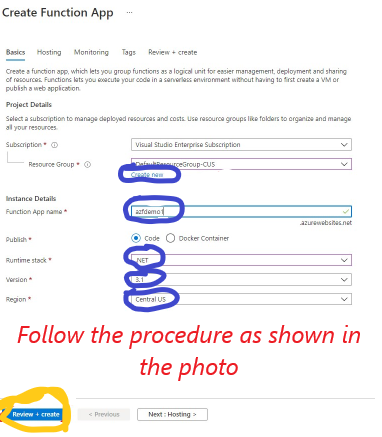 Create Function App ...
Basics Hosting Monitoring Tags Review + create
Create a function app, which lets you group functions as a logical unit for easier management, deployment and sharing
of resources. Functions lets you execute your code in a serverless environment without having to first create a VM or
publish a web application.
Project Details
Select a subscription to manage deployed resources and costs. Use resource groups like folders to organize and manage
all your resources.
Subscription * Visual Studio Enterprise Subscription
Resource Group * DefaultResourceGroup-CUS
Create new
Instance Details
Function App name * azfdemo1
.azurewebsites.net
Publish * Code Docker Container
Runtime stack * .NET
Version * 3.1
Region * Central US
Follow the procedure as shown in
the photo
Review + create < Previous Next : Hosting >